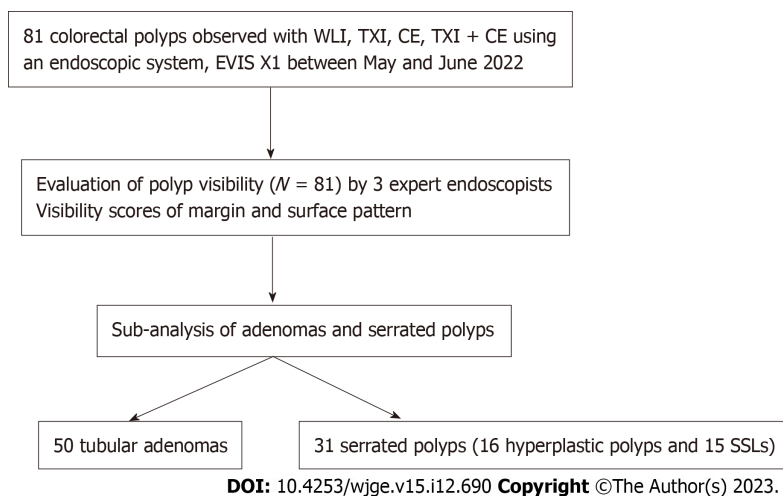 81 colorectal polyps observed with WLI, TXI, CE, TXI + CE using
an endoscopic system, EVIS X1 between May and June 2022
Evaluation of polyp visibility (N = 81) by 3 expert endoscopists
Visibility scores of margin and surface pattern
Sub-analysis of adenomas and serrated polyps
50 tubular adenomas
31 serrated polyps (16 hyperplastic polyps and 15 SSLs)
DOI: 10.4253/wjge.v15.i12.690 Copyright ©The Author(s) 2023.